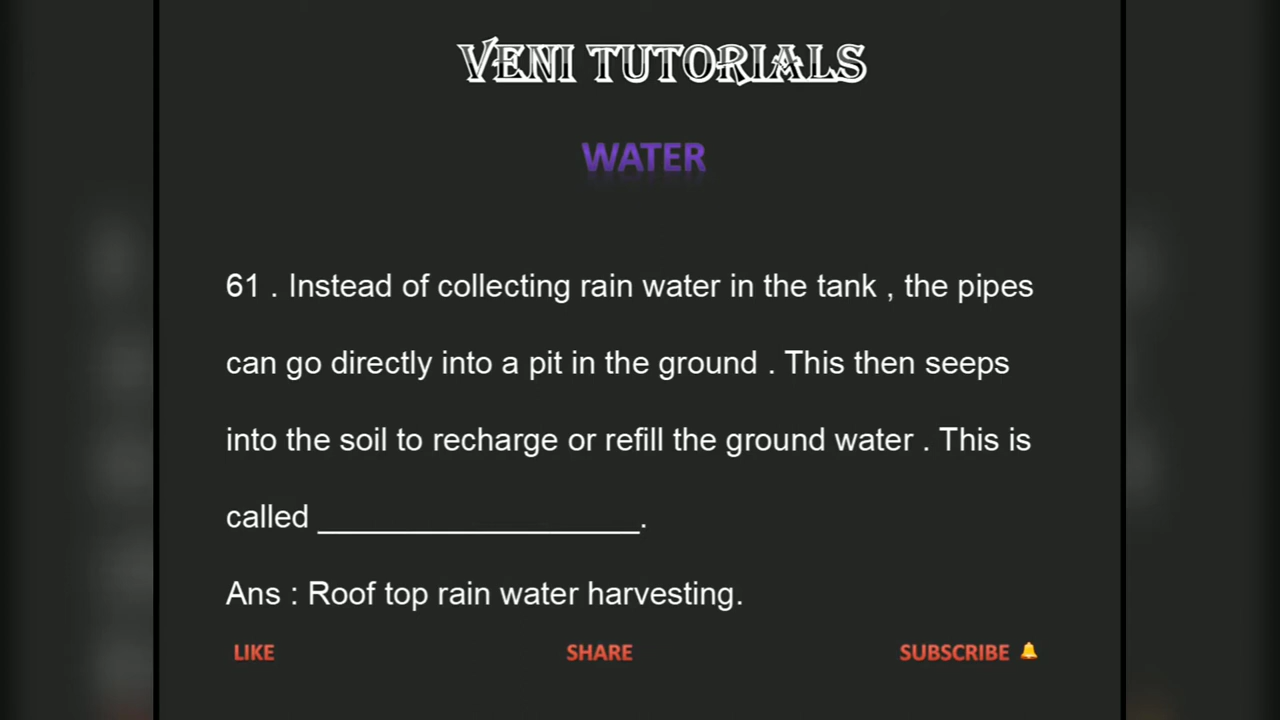 VENI TUTORIALS
WATER
61 . Instead of collecting rain water in the tank , the pipes
can go directly into a pit in the ground . This then seeps
into the soil to recharge or refill the ground water . This is
called ___________________.
Ans : Roof top rain water harvesting.
LIKE SHARE SUBSCRIBE 🔔